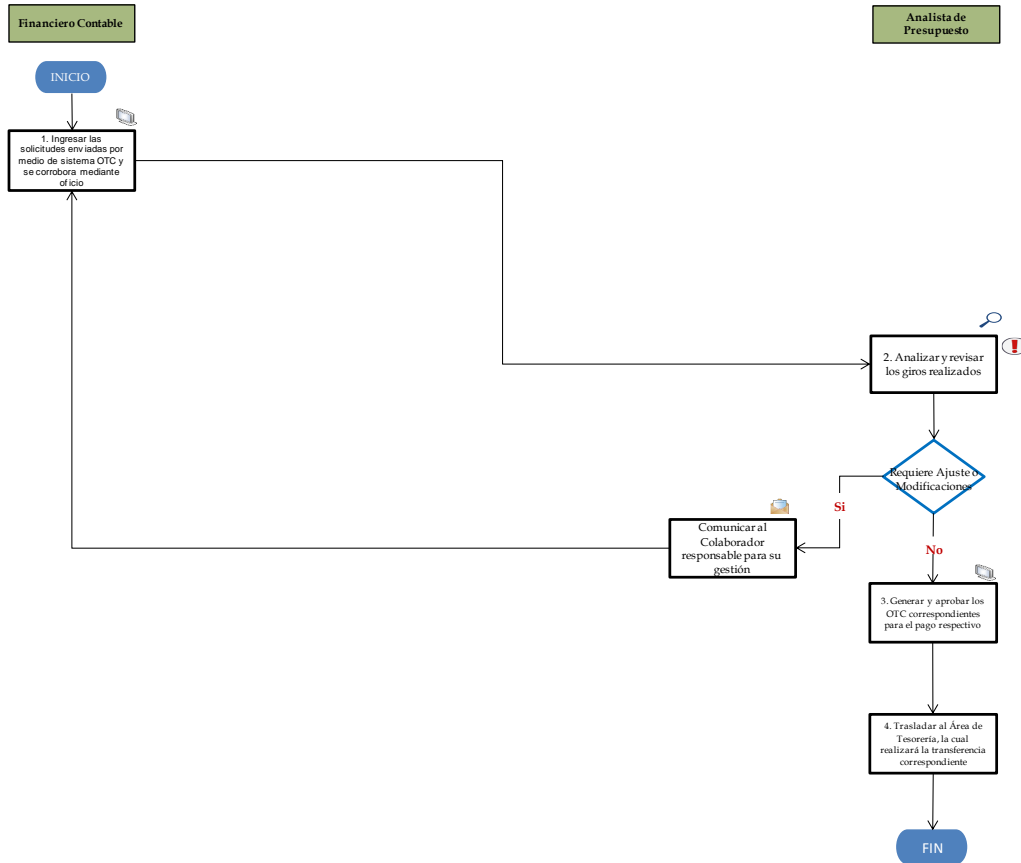 Financiero Contable
Analista de
Presupuesto
INICIO
1. Ingresar las
solicitudes enviadas por
medio de sistema OTC y
se corrobora mediante
oficio
2. Analizar y revisar
los giros realizados
Requiere Ajuste o
Modificaciones
Si
Comunicar al
Colaborador
responsable para su
gestión
No
3. Generar y aprobar los
OTC correspondientes
para el pago respectivo
4. Trasladar al Área de
Tesorería, la cual
realizará la transferencia
correspondiente
FIN